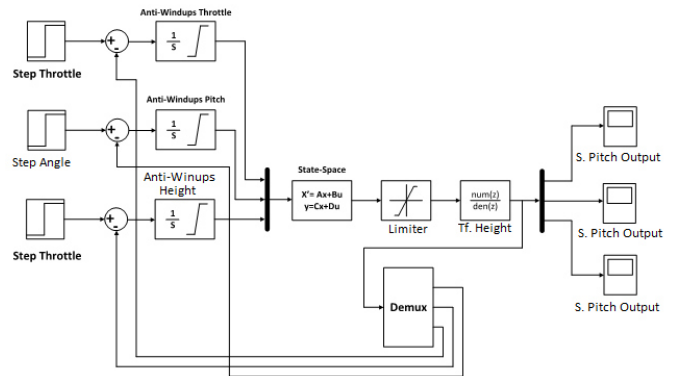 Anti-Windups Throttle
+
-
1
S
Step Throttle
Anti-Windups Pitch
+
-
1
S
Step Angle
Anti-Winups
Height
+
-
1
S
Step Throttle
State-Space
X'= Ax+Bu
y=Cx+Du
Limiter
num(z)
den(z)
Tf. Height
S. Pitch Output
S. Pitch Output
S. Pitch Output
Demux